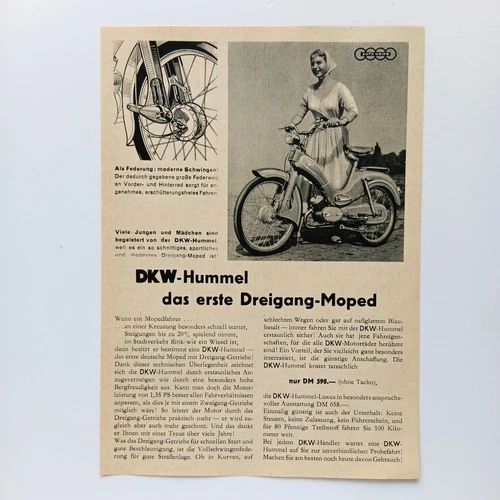 Als Federung: moderne Schwingen!
Der dadurch gegebene große Federweg
an Vorder- und Hinterrad sorgt für an-
genehmes, erschütterungsfreies Fahren.
Viele Jungen und Mädchen sind
begeistert von der DKW-Hummel
weil es ein so schnittiges, sportliches
und modernes Dreigang-Moped ist!
DKW-Hummel
das erste Dreigang-Moped
Wenn ein Mopedfahrer . . .
. . . an einer Kreuzung besonders schnell startet,
Steigungen bis zu 20% spielend nimmt,
im Stadtverkehr flink wie ein Wiesel ist,
dann besitzt er bestimmt eine DKW-Hummel —
das erste deutsche Moped mit Dreigang-Getriebe!
Dank dieser technischen Überlegenheit zeichnet
sich die DKW-Hummel durch erstaunliches An-
zugsvermögen wie durch eine besonders hohe
Bergfreudigkeit aus. Kann man doch die Motor-
leistung von 1,35 PS besser allen Fahrverhältnissen
anpassen, als dies je mit einem Zweigang-Getriebe
möglich wäre! So leistet der Motor durch das
Dreigang-Getriebe praktisch mehr — er wird zu-
gleich aber auch mehr geschont. Und das dankt
er Ihnen mit einer Treue über viele Jahre!
Was das Dreigang-Getriebe für schnellen Start und
gute Beschleunigung, ist die Vollschwingenfede-
rung für gute Straßenlage. Ob in Kurven, auf
schlechten Wegen oder gar auf naßglattem Blau-
basalt — immer fahren Sie mit der DKW-Hummel
erstaunlich sicher! Auch sie hat jene Fahreigen-
schaften, für die alle DKW-Motorräder berühmt
sind! Ein Vorteil, der Sie vielleicht ganz besonders
interessiert, ist die günstige Anschaffung. Die
DKW-Hummel kostet tatsächlich
nur DM 598.— (ohne Tacho),
die DKW-Hummel-Luxus in besonders anspruchs-
voller Ausstattung DM 658.—.
Einmalig günstig ist auch der Unterhalt: Keine
Steuern, keine Zulassung, kein Führerschein, und
für 80 Pfennige Treibstoff fahren Sie 100 Kilo-
meter weit.
Bei jedem DKW-Händler wartet eine DKW-
Hummel auf Sie zur unverbindlichen Probefahrt!
Machen Sie am besten noch heute davon Gebrauch!